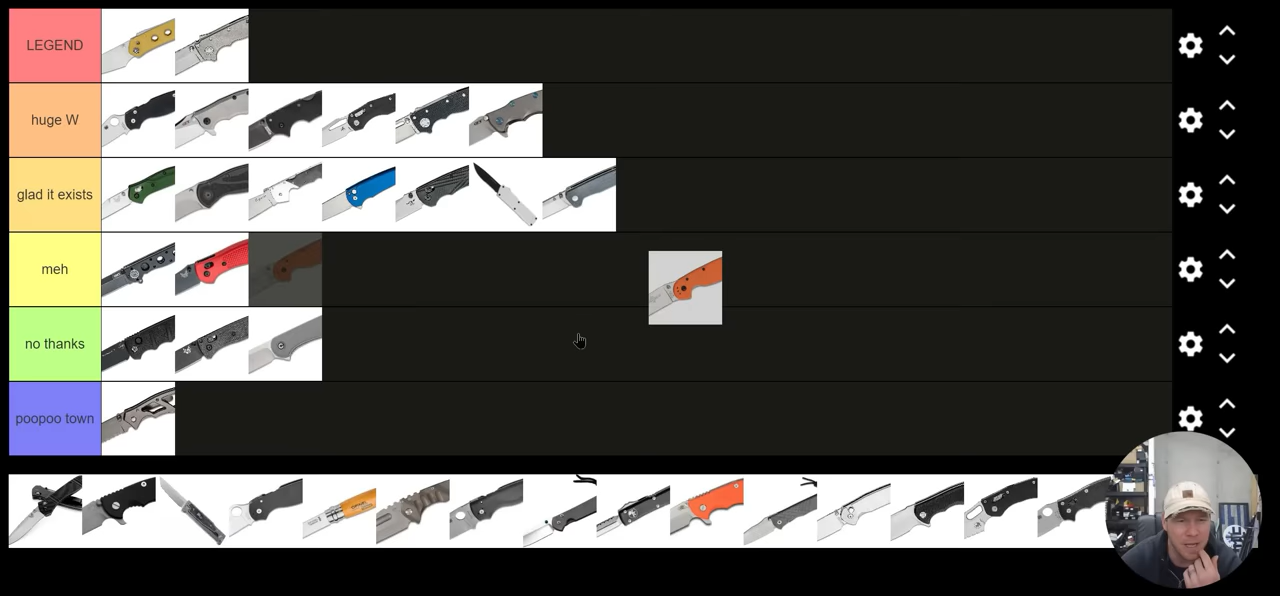 LEGEND
huge W
glad it exists
meh
no thanks
poopoo town